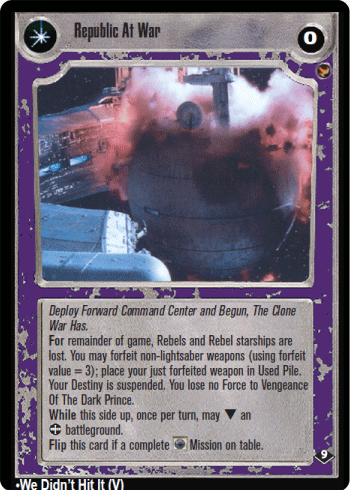 Republic At War
0
Deploy Forward Command Center and Begun, The Clone
War Has.
For remainder of game, Rebels and Rebel starships are
lost. You may forfeit non-lightsaber weapons (using forfeit
value = 3); place your just forfeited weapon in Used Pile.
Your Destiny is suspended. You lose no Force to Vengeance
Of The Dark Prince.
While this side up, once per turn, may ▼ an
battleground.
Flip this card if a complete Mission on table.
9
•We Didn't Hit It (V)